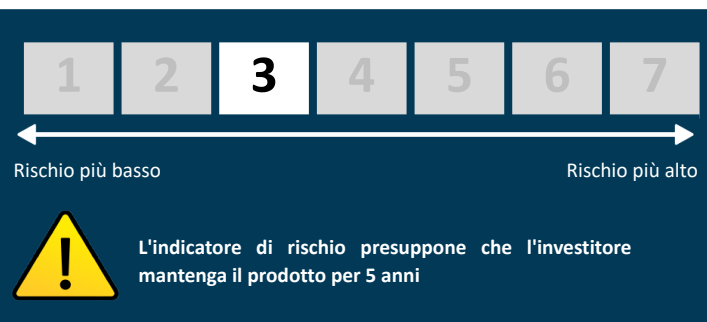 1 2 3 4 5 6 7
Rischio più basso Rischio più alto
L'indicatore di rischio presuppone che l'investitore
mantenga il prodotto per 5 anni